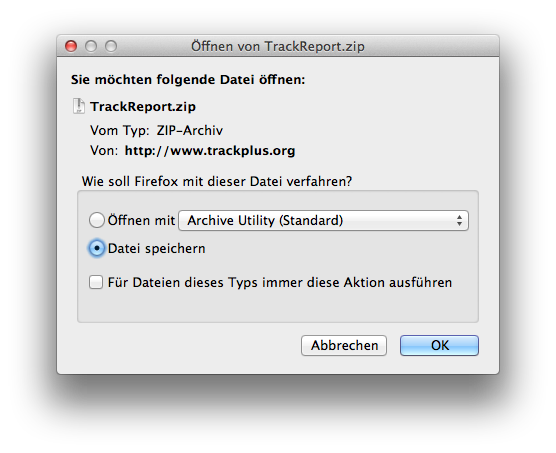 Öffnen von TrackReport.zip
Sie möchten folgende Datei öffnen:
TrackReport.zip
Vom Typ: ZIP-Archiv
Von: http://www.trackplus.org
Wie soll Firefox mit dieser Datei verfahren?
Öffnen mit Archive Utility (Standard)
Datei speichern
Für Dateien dieses Typs immer diese Aktion ausführen
Abbrechen OK